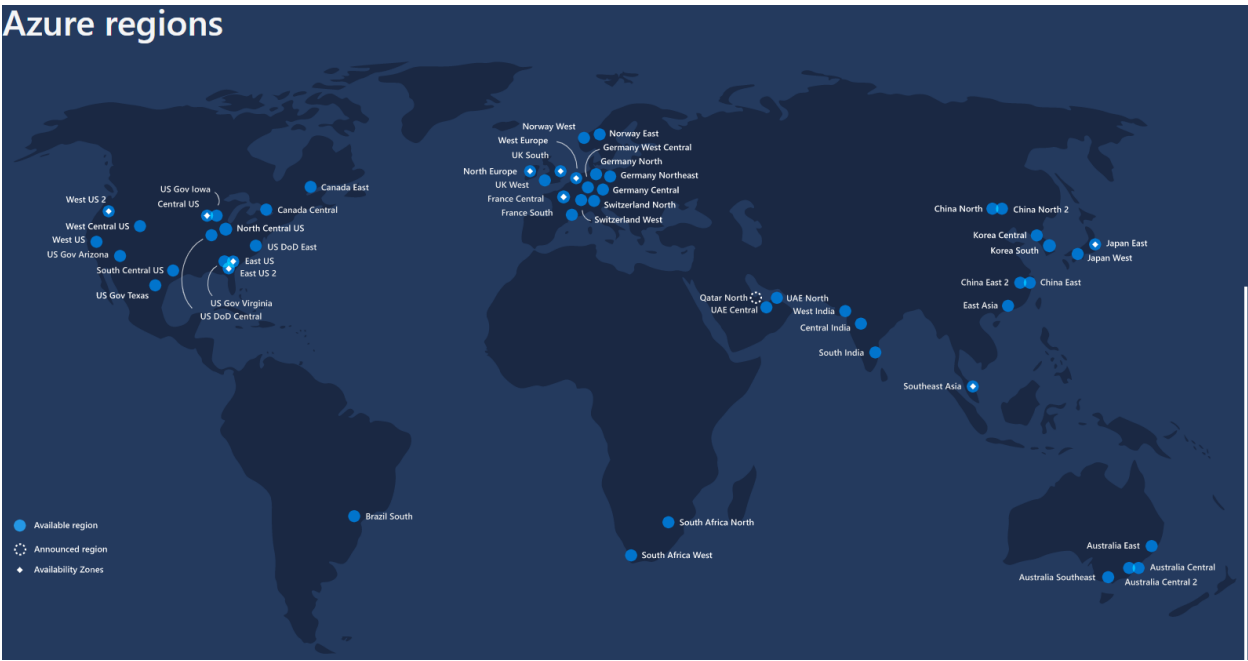 Azure regions
Norway West
Norway East
West Europe
Germany West Central
UK South
Germany North
North Europe
Germany Northeast
UK West
Germany Central
France Central
Switzerland North
France South
Switzerland West
US Gov Iowa
Canada East
West US 2
Central US
Canada Central
West Central US
North Central US
West US
US DoD East
US Gov Arizona
East US
South Central US
East US 2
US Gov Texas
US Gov Virginia
US DoD Central
China North
China North 2
Korea Central
Korea South
Japan East
Japan West
China East 2
China East
East Asia
Qatar North
UAE North
UAE Central
West India
Central India
South India
Southeast Asia
Brazil South
South Africa North
South Africa West
Australia East
Australia Central
Australia Southeast
Australia Central 2
Available region
Announced region
Availability Zones